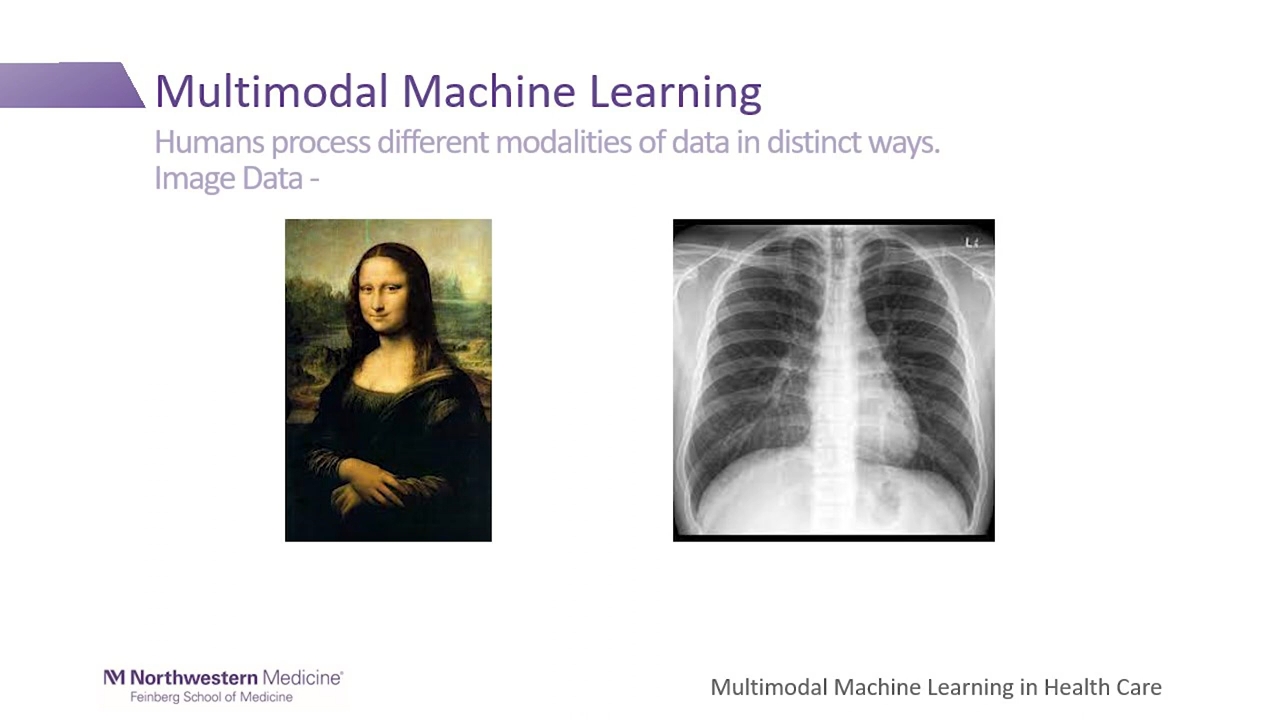 Multimodal Machine Learning
Humans process different modalities of data in distinct ways.
Image Data -
Northwestern Medicine®
Feinberg School of Medicine
Multimodal Machine Learning in Health Care